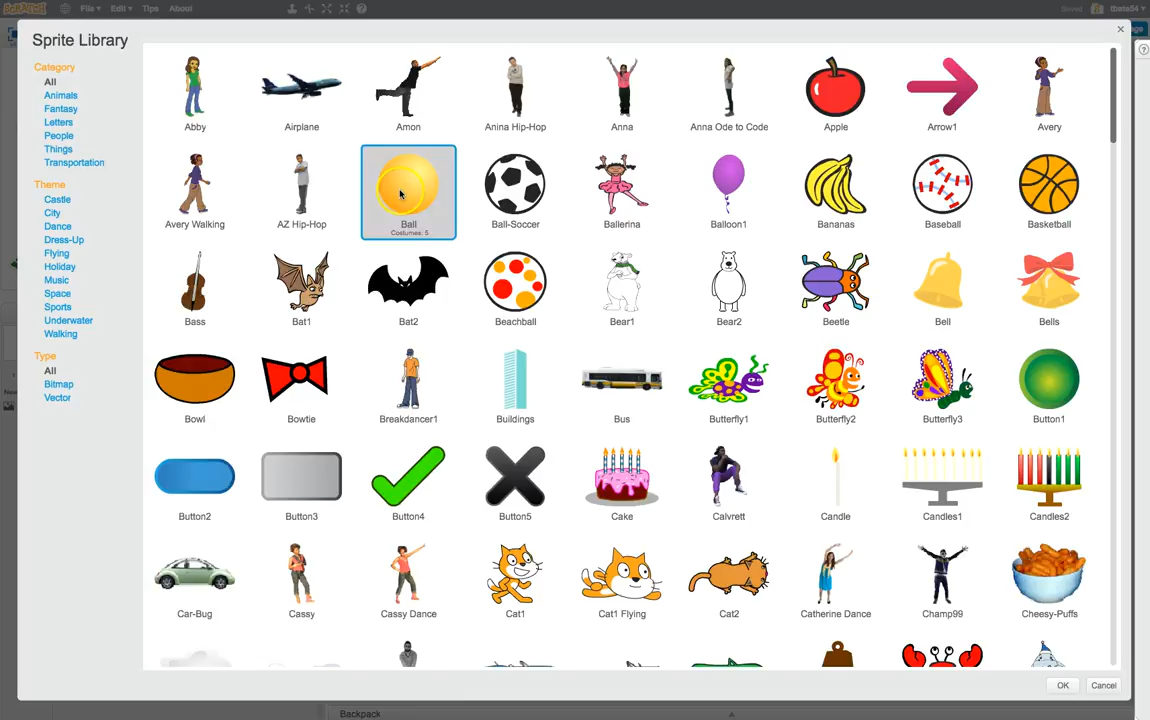 SCRATCH File ▾ Edit ▾ Tips About Saved ttbeta54 ▾
Sprite Library
Category
All
Animals
Fantasy
Letters
People
Things
Transportation
Theme
Castle
City
Dance
Dress-Up
Flying
Holiday
Music
Space
Sports
Underwater
Walking
Type
All
Bitmap
Vector
Abby Airplane Amon Anina Hip-Hop Anna Anna Ode to Code Apple Arrow1 Avery
Avery Walking AZ Hip-Hop Ball Ball-Soccer Ballerina Balloon1 Bananas Baseball Basketball
Costumes: 5
Bass Bat1 Bat2 Beachball Bear1 Bear2 Beetle Bell Bells
Bowl Bowtie Breakdancer1 Buildings Bus Butterfly1 Butterfly2 Butterfly3 Button1
Button2 Button3 Button4 Button5 Cake Calvrett Candle Candles1 Candles2
Car-Bug Cassy Cassy Dance Cat1 Cat1 Flying Cat2 Catherine Dance Champ99 Cheesy-Puffs
OK Cancel
Backpack